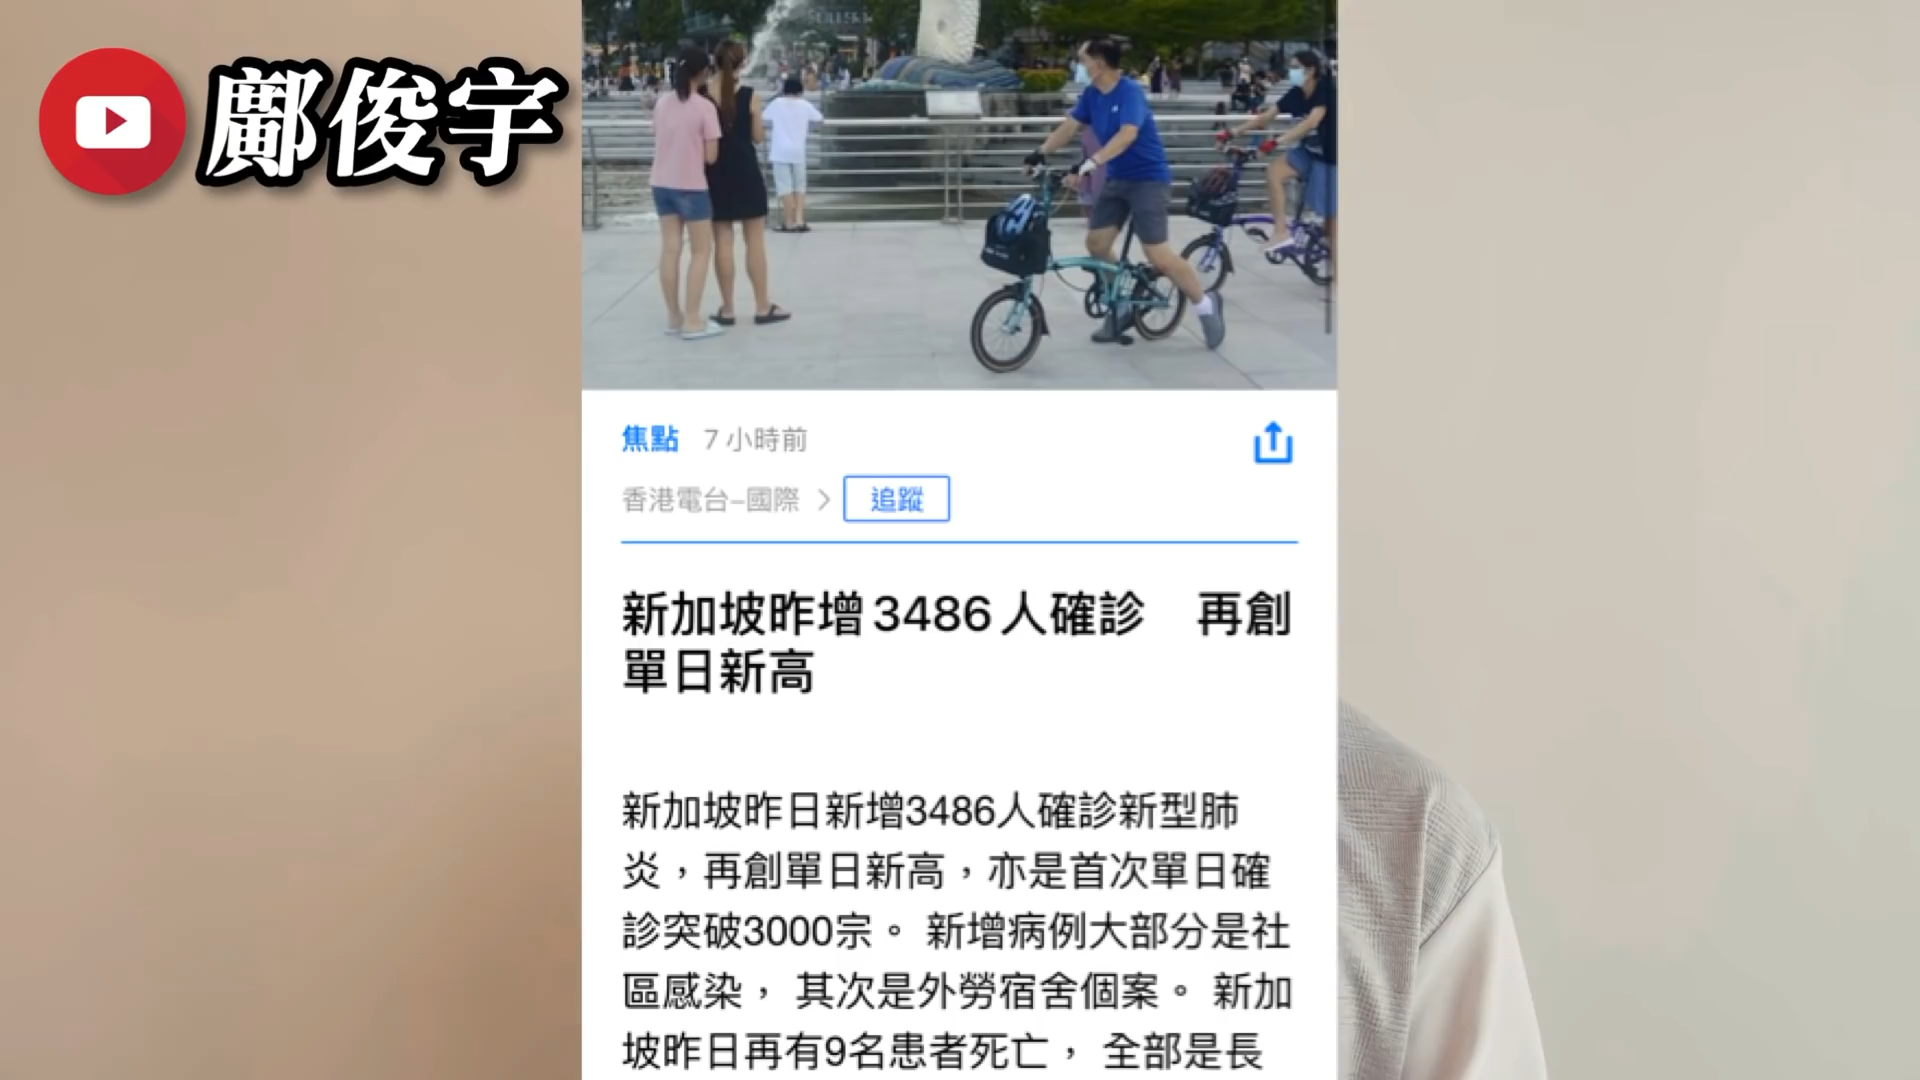 鄺俊宇
焦點 7 小時前
香港電台–國際 > 追蹤
新加坡昨增3486人確診 再創
單日新高
新加坡昨日新增3486人確診新型肺
炎，再創單日新高，亦是首次單日確
診突破3000宗。 新增病例大部分是社
區感染， 其次是外勞宿舍個案。 新加
坡昨日再有9名患者死亡， 全部是長